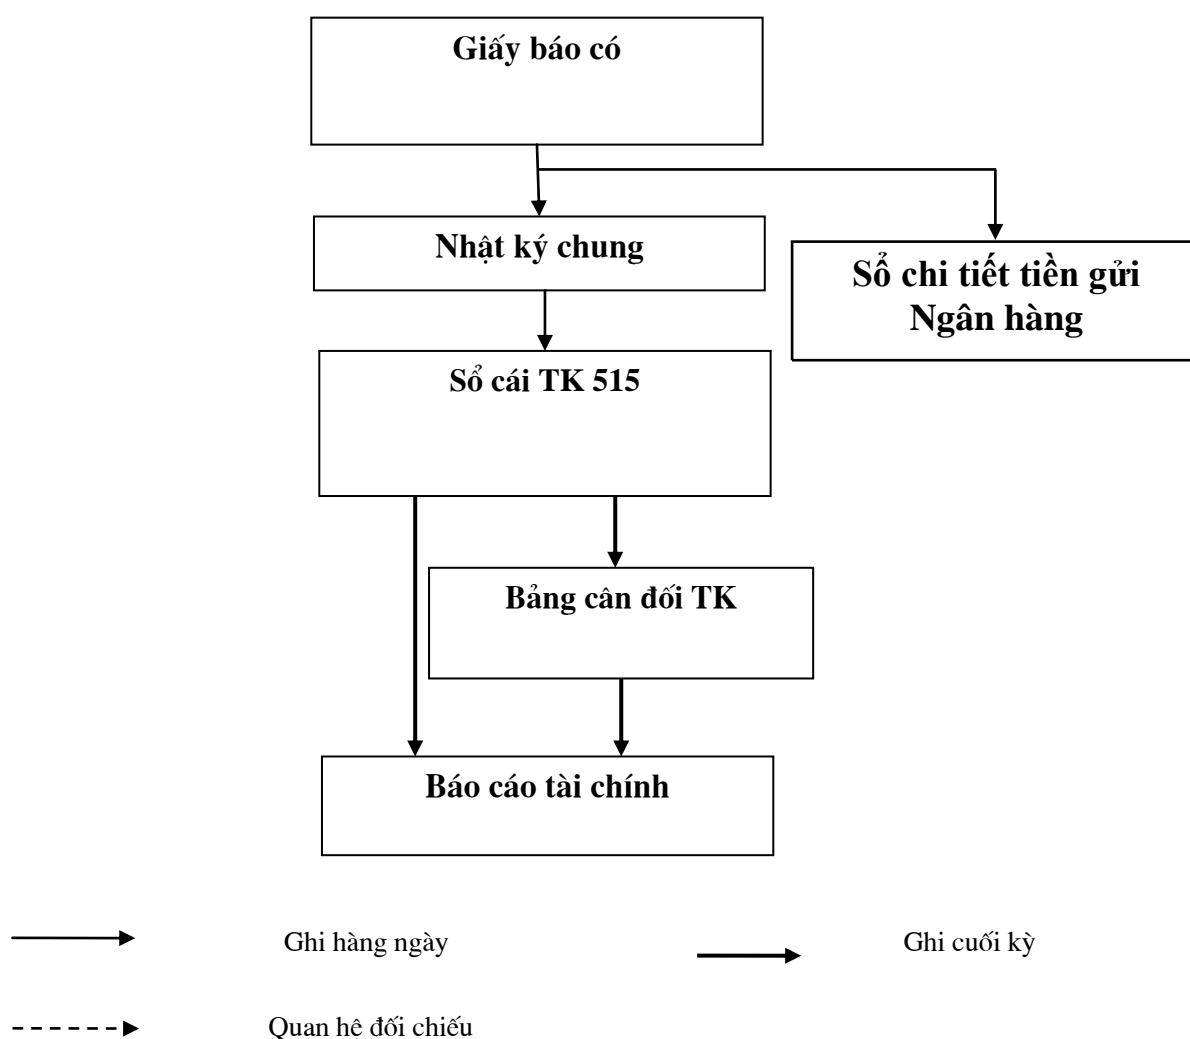 Giấy báo có
Nhật ký chung
Sổ chi tiết tiền gửi
Ngân hàng
Sổ cái TK 515
Bảng cân đối TK
Báo cáo tài chính
Ghi hàng ngày
Ghi cuối kỳ
Quan hệ đối chiếu